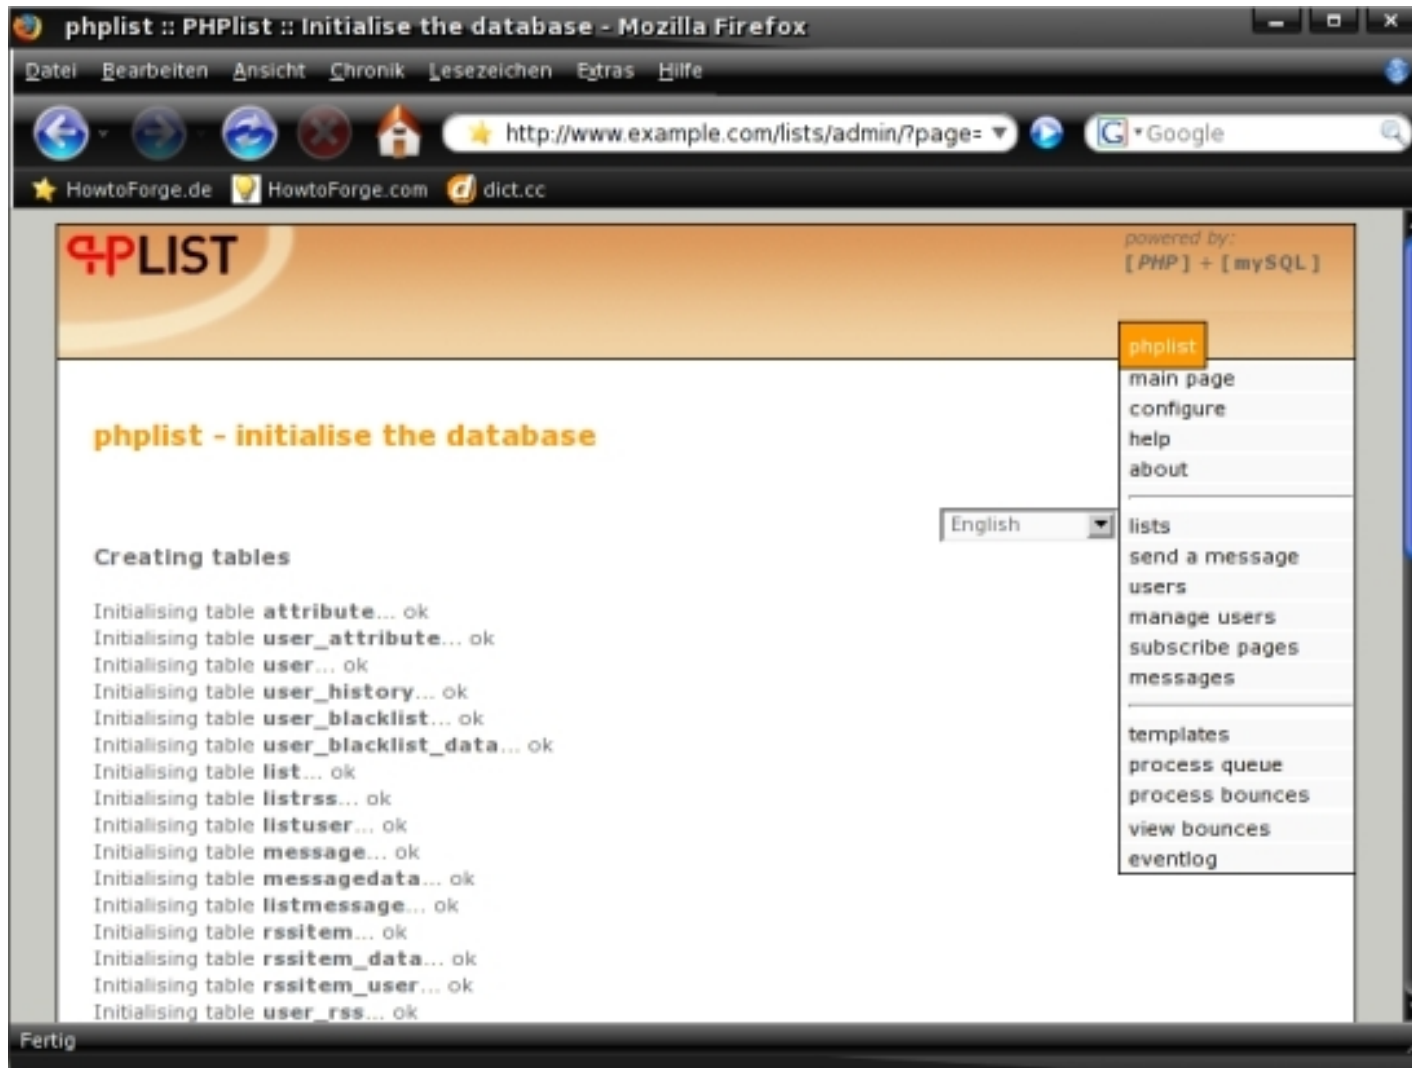 phplist :: PHPlist :: Initialise the database - Mozilla Firefox
Datei Bearbeiten Ansicht Chronik Lesezeichen Extras Hilfe
http://www.example.com/lists/admin/?page=
G Google
HowtoForge.de HowtoForge.com d dict.cc
PHPLIST
powered by:
[PHP] + [mySQL]
phplist
main page
configure
help
about
lists
send a message
users
manage users
subscribe pages
messages
templates
process queue
process bounces
view bounces
eventlog
phplist - initialise the database
English
Creating tables
Initialising table attribute... ok
Initialising table user_attribute... ok
Initialising table user... ok
Initialising table user_history... ok
Initialising table user_blacklist... ok
Initialising table user_blacklist_data... ok
Initialising table list... ok
Initialising table listrss... ok
Initialising table listuser... ok
Initialising table message... ok
Initialising table messagedata... ok
Initialising table listmessage... ok
Initialising table rssitem... ok
Initialising table rssitem_data... ok
Initialising table rssitem_user... ok
Initialising table user_rss... ok
Fertig